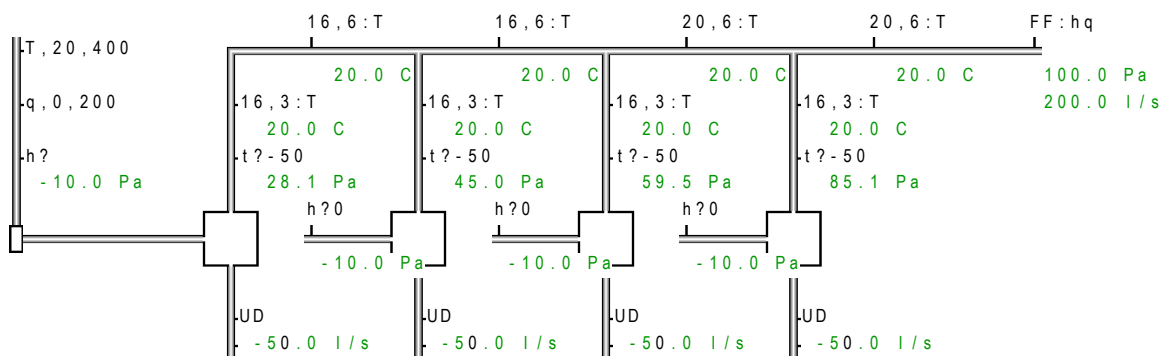 16,6:T 16,6:T 20,6:T 20,6:T FF:hq
T,20,400
20.0 C 20.0 C 20.0 C 20.0 C 100.0 Pa
q,0,200 16,3:T 16,3:T 16,3:T 16,3:T 200.0 l/s
20.0 C 20.0 C 20.0 C 20.0 C
h? t?-50 t?-50 t?-50 t?-50
-10.0 Pa 28.1 Pa 45.0 Pa 59.5 Pa 85.1 Pa
h?0 h?0 h?0
-10.0 Pa -10.0 Pa -10.0 Pa
UD UD UD UD
-50.0 l/s -50.0 l/s -50.0 l/s -50.0 l/s